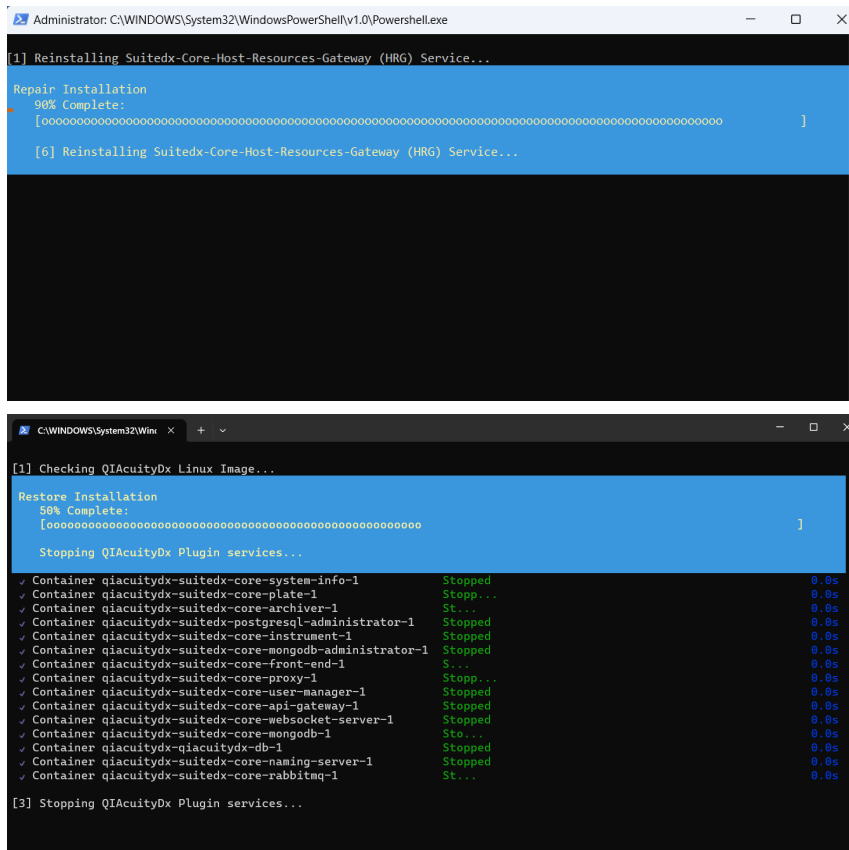 Administrator: C:\WINDOWS\System32\WindowsPowerShell\v1.0\Powershell.exe
[1] Reinstalling Suitedx-Core-Host-Resources-Gateway (HRG) Service...
Repair Installation
90% Complete:
[ooooooooooooooooooooooooooooooooooooooooooooooooooooooooooooooooooooooooooooooooooooooooooooooooo ]
[6] Reinstalling Suitedx-Core-Host-Resources-Gateway (HRG) Service...
C:\WINDOWS\System32\Wind
[1] Checking QIAcuityDx Linux Image...
Restore Installation
50% Complete:
[oooooooooooooooooooooooooooooooooooooooooooooooooooooo ]
Stopping QIAcuityDx Plugin services...
✓ Container qiacuitydx-suitedx-core-system-info-1 Stopped 0.0s
✓ Container qiacuitydx-suitedx-core-plate-1 Stopp... 0.0s
✓ Container qiacuitydx-suitedx-core-archiver-1 St... 0.0s
✓ Container qiacuitydx-suitedx-postgresql-administrator-1 Stopped 0.0s
✓ Container qiacuitydx-suitedx-core-instrument-1 Stopped 0.0s
✓ Container qiacuitydx-suitedx-core-mongodb-administrator-1 Stopped 0.0s
✓ Container qiacuitydx-suitedx-core-front-end-1 S... 0.0s
✓ Container qiacuitydx-suitedx-core-proxy-1 Stopp... 0.0s
✓ Container qiacuitydx-suitedx-core-user-manager-1 Stopped 0.0s
✓ Container qiacuitydx-suitedx-core-api-gateway-1 Stopped 0.0s
✓ Container qiacuitydx-suitedx-core-websocket-server-1 Stopped 0.0s
✓ Container qiacuitydx-suitedx-core-mongodb-1 Sto... 0.0s
✓ Container qiacuitydx-qiacuitydx-db-1 Stopped 0.0s
✓ Container qiacuitydx-suitedx-core-naming-server-1 Stopped 0.0s
✓ Container qiacuitydx-suitedx-core-rabbitmq-1 St... 0.0s
[3] Stopping QIAcuityDx Plugin services...